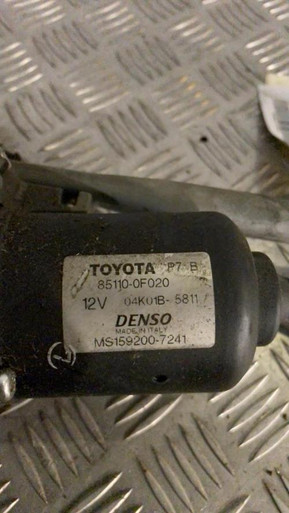 TOYOTA P7 B
85110-0F020
12V 04K01B-5811
DENSO
MADE IN ITALY
MS159200-7241